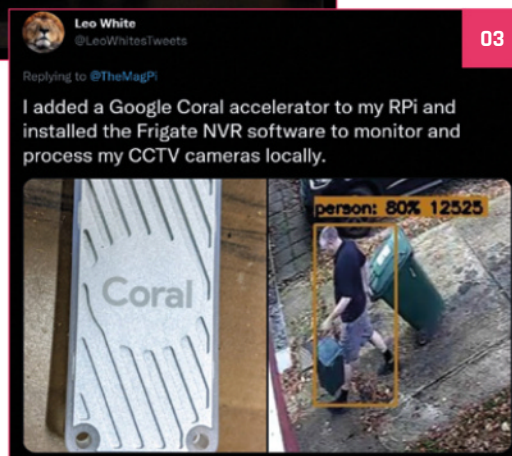 Leo White
@LeoWhitesTweets
03
Replying to @TheMagPi
I added a Google Coral accelerator to my RPi and
installed the Frigate NVR software to monitor and
process my CCTV cameras locally.
Coral
person: 80% 12525